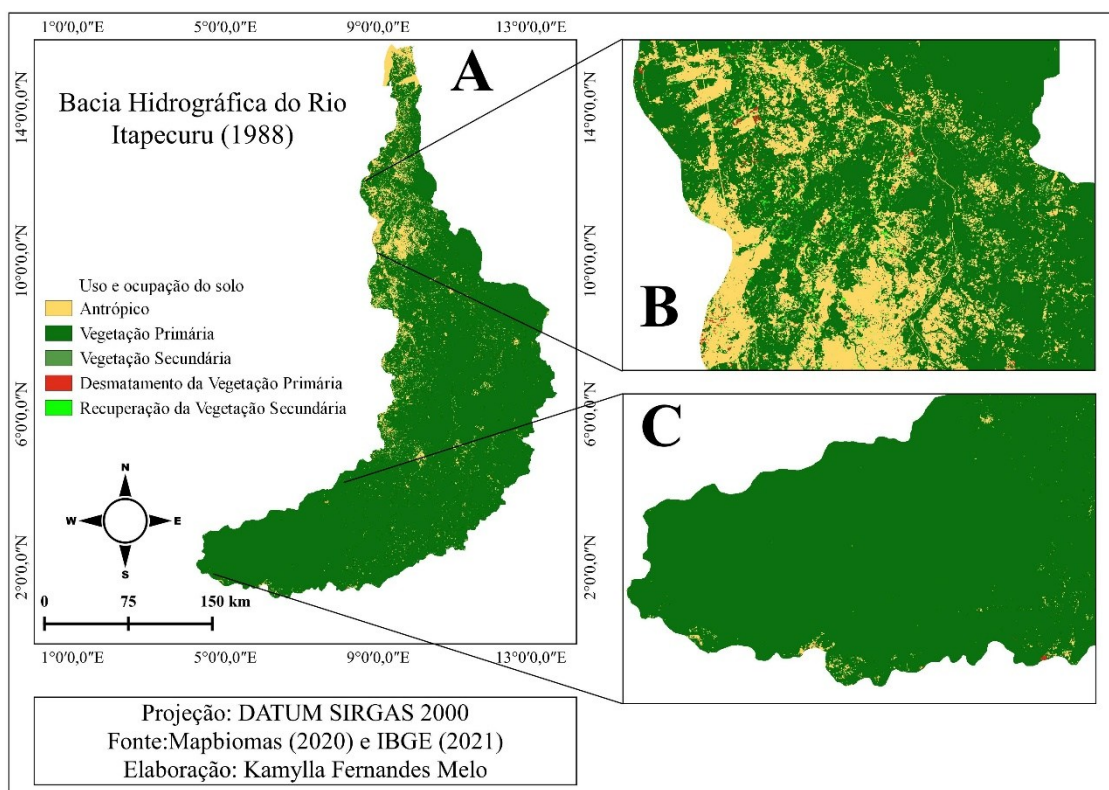 1°0'0,0"E 5°0'0,0"E 9°0'0,0"E 13°0'0,0"E
A
Bacia Hidrográfica do Rio
Itapecuru (1988)
14°0'0,0"N
10°0'0,0"N
6°0'0,0"N
2°0'0,0"N
Uso e ocupação do solo
Antrópico
Vegetação Primária
Vegetação Secundária
Desmatamento da Vegetação Primária
Recuperação da Vegetação Secundária
N
W E
S
0 75 150 km
1°0'0,0"E 5°0'0,0"E 9°0'0,0"E 13°0'0,0"E
14°0'0,0"N
10°0'0,0"N
6°0'0,0"N
2°0'0,0"N
B
C
Projeção: DATUM SIRGAS 2000
Fonte:Mapbiomas (2020) e IBGE (2021)
Elaboração: Kamylla Fernandes Melo